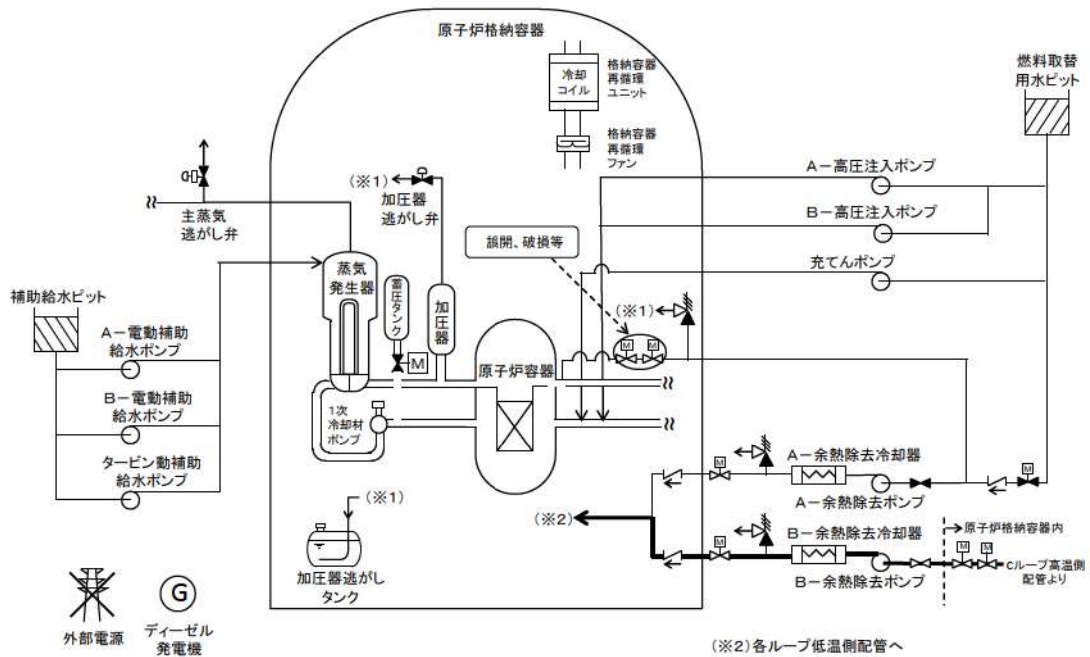 原子炉格納容器
冷却
コイル
格納容器
再循環
ユニット
格納容器
再循環
ファン
燃料取替
用水ピット
主蒸気
逃がし弁
(※1)
加圧器
逃がし弁
誤開、破損等
A-高圧注入ポンプ
B-高圧注入ポンプ
充てんポンプ
補助給水ピット
A-電動補助
給水ポンプ
B-電動補助
給水ポンプ
タービン動補助
給水ポンプ
蒸気
発生器
蓄圧タンク
M
加圧器
1次
冷却材
ポンプ
原子炉容器
(※1)
M
M
(※1)
加圧器逃がし
タンク
(※2)
M
A-余熱除去冷却器
A-余熱除去ポンプ
M
M
B-余熱除去冷却器
B-余熱除去ポンプ
原子炉格納容器内
M
M
Cループ高温側
配管より
外部電源
G
ディーゼル
発電機
(※2)各ループ低温側配管へ